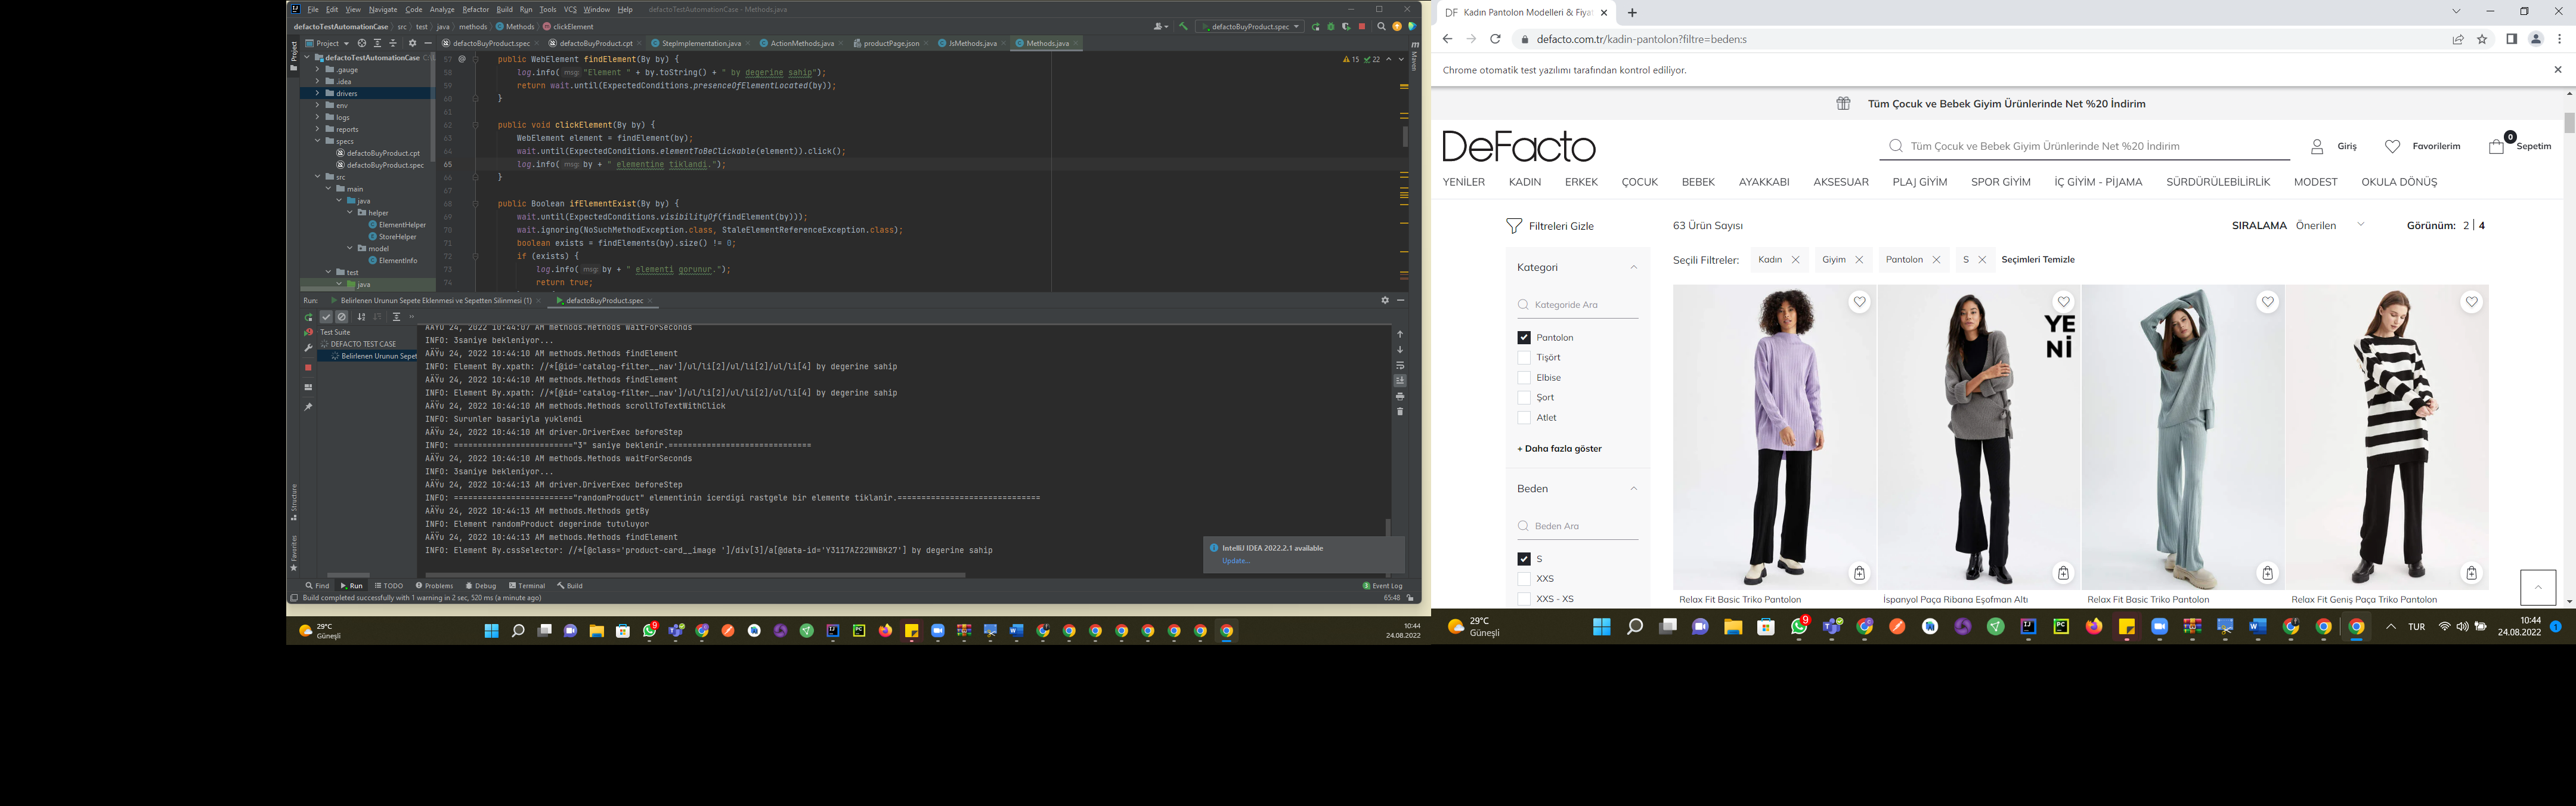 File Edit View Navigate Code Analyze Refactor Build Run Tools VCS Window Help defactoTestAutomationCase - Methods.java
defactoTestAutomationCase src test java methods Methods clickElement
defactoBuyProduct.spec
Project
defactoBuyProduct.spec defactoBuyProduct.cpt StepImplementation.java ActionMethods.java productPage.json JsMethods.java Methods.java
Project
Maven
defactoTestAutomationCase
.gauge
.idea
drivers
env
logs
reports
specs
defactoBuyProduct.cpt
defactoBuyProduct.spec
src
main
java
helper
ElementHelper
StoreHelper
model
ElementInfo
test
java
15 22
57 public WebElement findElement(By by) {
58 log.info( msg: "Element " + by.toString() + " by degerine sahip");
59 return wait.until(ExpectedConditions.presenceOfElementLocated(by));
60 }
61
62 public void clickElement(By by) {
63 WebElement element = findElement(by);
64 wait.until(ExpectedConditions.elementToBeClickable(element)).click();
65 log.info( msg: by + " elementine tiklandi.");
66 }
67
68 public Boolean ifElementExist(By by) {
69 wait.until(ExpectedConditions.visibilityOf(findElement(by)));
70 wait.ignoring(NoSuchMethodException.class, StaleElementReferenceException.class);
71 boolean exists = findElements(by).size() != 0;
72 if (exists) {
73 log.info( msg: by + " elementi gorunur.");
74 return true;
Run: Belirlenen Urunun Sepete Eklenmesi ve Sepetten Silinmesi (1) defactoBuyProduct.spec
Test Suite
DEFACTO TEST CASE
Belirlenen Urunun Sepet
AÄŸu 24, 2022 10:44:07 AM methods.Methods waitForSeconds
INFO: 3saniye bekleniyor...
AÄŸu 24, 2022 10:44:10 AM methods.Methods findElement
INFO: Element By.xpath: //*[@id='catalog-filter__nav']/ul/li[2]/ul/li[2]/ul/li[4] by degerine sahip
AÄŸu 24, 2022 10:44:10 AM methods.Methods findElement
INFO: Element By.xpath: //*[@id='catalog-filter__nav']/ul/li[2]/ul/li[2]/ul/li[4] by degerine sahip
AÄŸu 24, 2022 10:44:10 AM methods.Methods scrollToTextWithClick
INFO: Surunler basariyla yuklendi
AÄŸu 24, 2022 10:44:10 AM driver.DriverExec beforeStep
INFO: ========================="3" saniye beklenir.==============================
AÄŸu 24, 2022 10:44:10 AM methods.Methods waitForSeconds
INFO: 3saniye bekleniyor...
AÄŸu 24, 2022 10:44:13 AM driver.DriverExec beforeStep
INFO: ========================="randomProduct" elementinin icerdigi rastgele bir elemente tiklanir.==============================
AÄŸu 24, 2022 10:44:13 AM methods.Methods getBy
INFO: Element randomProduct degerinde tutuluyor
AÄŸu 24, 2022 10:44:13 AM methods.Methods findElement
INFO: Element By.cssSelector: //*[@class='product-card__image ']/div[3]/a[@data-id='Y3117AZ22WNBK27'] by degerine sahip
Structure
Favorites
IntelliJ IDEA 2022.2.1 available
Update...
Find Run TODO Problems Debug Terminal Build Event Log
Build completed successfully with 1 warning in 2 sec, 520 ms (a minute ago) 65:48
29°C
Güneşli
9
10:44
24.08.2022
DF Kadın Pantolon Modelleri & Fiya
defacto.com.tr/kadin-pantolon?filtre=beden:s
Chrome otomatik test yazılımı tarafından kontrol ediliyor.
Tüm Çocuk ve Bebek Giyim Ürünlerinde Net %20 İndirim
DeFacto
Tüm Çocuk ve Bebek Giyim Ürünlerinde Net %20 İndirim
Giriş Favorilerim 0 Sepetim
YENİLER KADIN ERKEK ÇOCUK BEBEK AYAKKABI AKSESUAR PLAJ GİYİM SPOR GİYİM İÇ GİYİM - PİJAMA SÜRDÜRÜLEBİLİRLİK MODEST OKULA DÖNÜŞ
Filtreleri Gizle 63 Ürün Sayısı SIRALAMA Önerilen Görünüm: 2 4
Seçili Filtreler: Kadın Giyim Pantolon S Seçimleri Temizle
Kategori
Kategoride Ara
Pantolon
Tişört
Elbise
Şort
Atlet
+ Daha fazla göster
Beden
Beden Ara
S
XXS
XXS - XS
YE
Nİ
Relax Fit Basic Triko Pantolon İspanyol Paça Ribana Eşofman Altı Relax Fit Basic Triko Pantolon Relax Fit Geniş Paça Triko Pantolon
29°C
Güneşli
9
TUR
10:44
24.08.2022
1